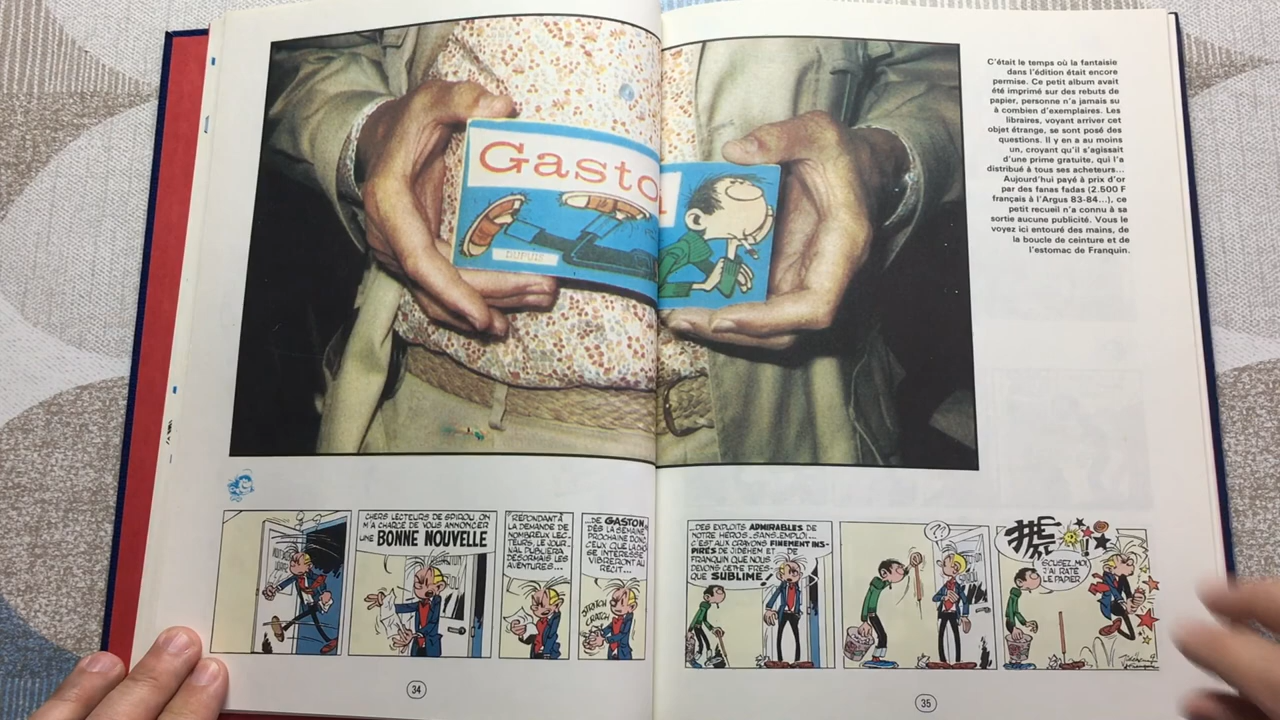 Gasto
n
DUPUIS
C'était le temps où la fantaisie
dans l'édition était encore
permise. Ce petit album avait
été imprimé sur des rebuts de
papier, personne n'a jamais su
à combien d'exemplaires. Les
libraires, voyant arriver cet
objet étrange, se sont posé des
questions. Il y en a au moins
un, croyant qu'il s'agissait
d'une prime gratuite, qui l'a
distribué à tous ses acheteurs...
Aujourd'hui payé à prix d'or
par des fanas fadas (2.500 F
français à l'Argus 83-84...), ce
petit recueil n'a connu à sa
sortie aucune publicité. Vous le
voyez ici entouré des mains, de
la boucle de ceinture et de
l'estomac de Franquin.
CHERS LECTEURS DE SPIROU, ON
M'A CHARGÉ DE VOUS ANNONCER
UNE BONNE NOUVELLE
"RÉPONDANT À
LA DEMANDE DE
NOMBREUX LEC-
TEURS, LE JOUR-
NAL PUBLIERA
DÉSORMAIS LES
AVENTURES...
...DE GASTON
DÈS LA SEMAINE
PROCHAINE DONC,
CEUX QUE LA
SE INTÉRESSE
VIBRERONT AU
RÉCIT...
STRATCH
CRATCH
...DES EXPLOITS ADMIRABLES DE
NOTRE HÉROS-SANS-EMPLOI...
C'EST AUX CRAYONS FINEMENT INS-
PIRÉS DE JIDÉHEM ET ...DE
FRANQUIN QUE NOUS
DEVONS CETTE FRES-
QUE SUBLIME!
??
'SCUSEZ-MOI,
J'AI RATÉ
LE PAPIER
Jidéhem
Franquin
34
35